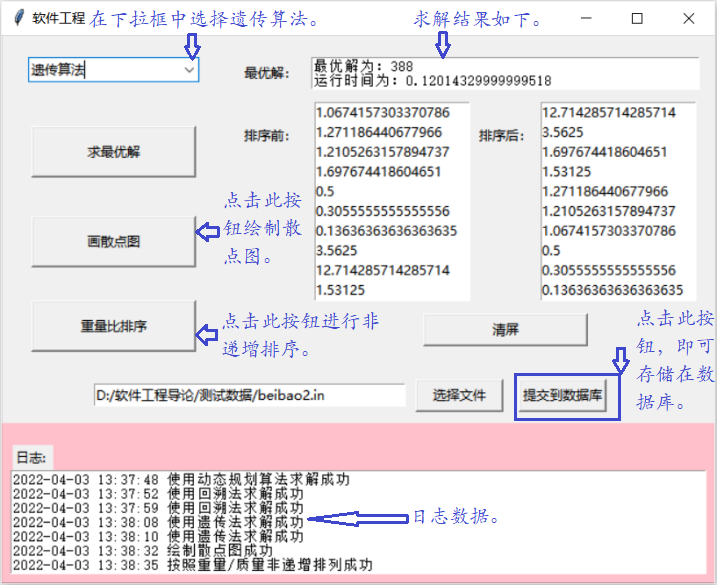 软件工程
在下拉框中选择遗传算法。
求解结果如下。
遗传算法
最优解：
最优解为：388
运行时间为：0.12014329999999518
求最优解
画散点图
重量比排序
点击此按
钮绘制散
点图。
点击此按钮进行非
递增排序。
排序前：
1.0674157303370786
1.271186440677966
1.2105263157894737
1.697674418604651
0.5
0.3055555555555556
0.13636363636363635
3.5625
12.714285714285714
1.53125
排序后：
12.714285714285714
3.5625
1.697674418604651
1.53125
1.271186440677966
1.2105263157894737
1.0674157303370786
0.5
0.3055555555555556
0.13636363636363635
清屏
点击此按
钮，即可
存储在数
据库。
D:/软件工程导论/测试数据/beibao2.in
选择文件
提交到数据库
日志：
2022-04-03 13:37:48 使用动态规划算法求解成功
2022-04-03 13:37:52 使用回溯法求解成功
2022-04-03 13:37:59 使用回溯法求解成功
2022-04-03 13:38:08 使用遗传法求解成功
2022-04-03 13:38:10 使用遗传法求解成功
2022-04-03 13:38:32 绘制散点图成功
2022-04-03 13:38:35 按照重量/质量非递增排列成功
日志数据。